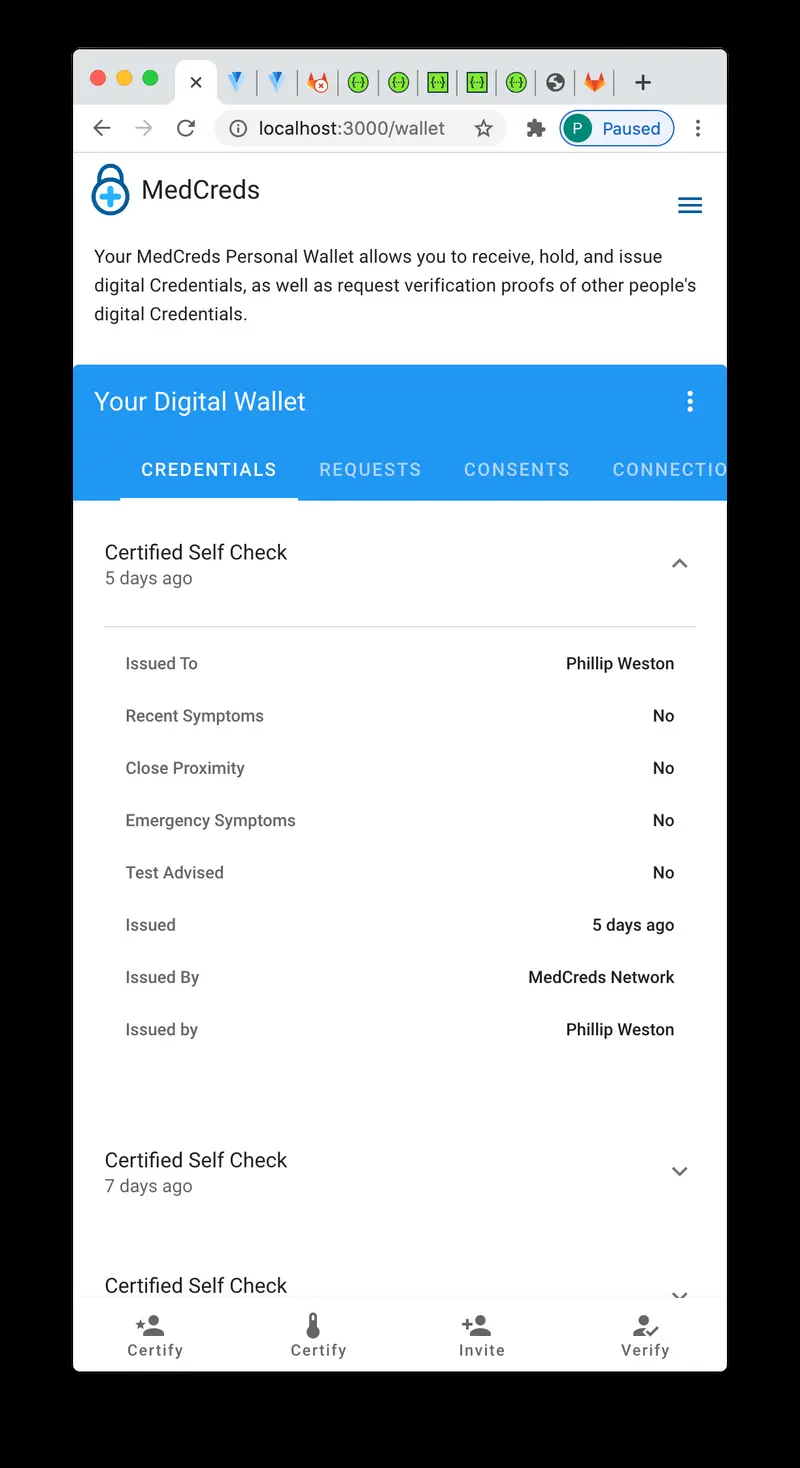 localhost:3000/wallet
P Paused
MedCreds
Your MedCreds Personal Wallet allows you to receive, hold, and issue
digital Credentials, as well as request verification proofs of other people's
digital Credentials.
Your Digital Wallet
CREDENTIALS REQUESTS CONSENTS CONNECTIO
Certified Self Check
5 days ago
Issued To Phillip Weston
Recent Symptoms No
Close Proximity No
Emergency Symptoms No
Test Advised No
Issued 5 days ago
Issued By MedCreds Network
Issued by Phillip Weston
Certified Self Check
7 days ago
Certified Self Check
Certify Certify Invite Verify